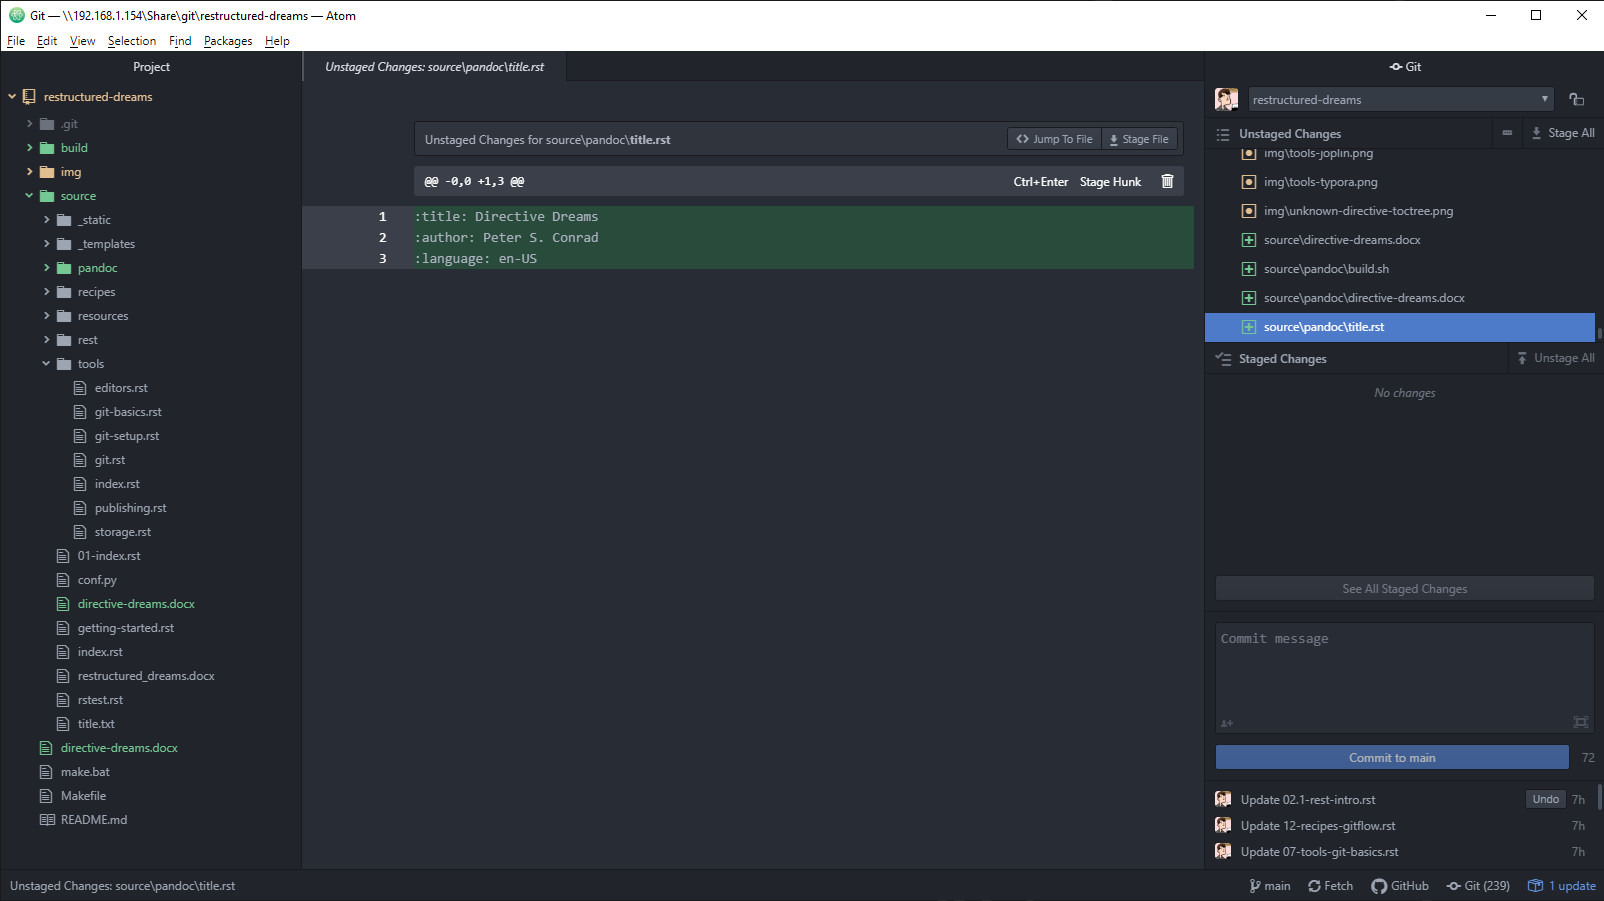 Git — \\192.168.1.154\Share\git\restructured-dreams — Atom
File Edit View Selection Find Packages Help
Project
restructured-dreams
.git
build
img
source
_static
_templates
pandoc
recipes
resources
rest
tools
editors.rst
git-basics.rst
git-setup.rst
git.rst
index.rst
publishing.rst
storage.rst
01-index.rst
conf.py
directive-dreams.docx
getting-started.rst
index.rst
restructured_dreams.docx
rstest.rst
title.txt
directive-dreams.docx
make.bat
Makefile
README.md
Unstaged Changes: source\pandoc\title.rst
Unstaged Changes for source\pandoc\title.rst Jump To File Stage File
@@ -0,0 +1,3 @@ Ctrl+Enter Stage Hunk
1 :title: Directive Dreams
2 :author: Peter S. Conrad
3 :language: en-US
Git
restructured-dreams
Unstaged Changes Stage All
img\tools-joplin.png
img\tools-typora.png
img\unknown-directive-toctree.png
source\directive-dreams.docx
source\pandoc\build.sh
source\pandoc\directive-dreams.docx
source\pandoc\title.rst
Staged Changes Unstage All
No changes
See All Staged Changes
Commit message
Commit to main 72
Update 02.1-rest-intro.rst Undo 7h
Update 12-recipes-gitflow.rst 7h
Update 07-tools-git-basics.rst 7h
Unstaged Changes: source\pandoc\title.rst main Fetch GitHub Git (239) 1 update